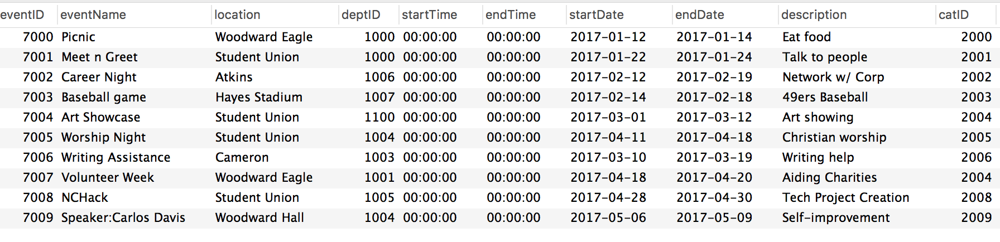 eventID eventName location deptID startTime endTime startDate endDate description catID
7000 Picnic Woodward Eagle 1000 00:00:00 00:00:00 2017-01-12 2017-01-14 Eat food 2000
7001 Meet n Greet Student Union 1000 00:00:00 00:00:00 2017-01-22 2017-01-24 Talk to people 2001
7002 Career Night Atkins 1006 00:00:00 00:00:00 2017-02-12 2017-02-19 Network w/ Corp 2002
7003 Baseball game Hayes Stadium 1007 00:00:00 00:00:00 2017-02-14 2017-02-18 49ers Baseball 2003
7004 Art Showcase Student Union 1100 00:00:00 00:00:00 2017-03-01 2017-03-12 Art showing 2004
7005 Worship Night Student Union 1004 00:00:00 00:00:00 2017-04-11 2017-04-18 Christian worship 2005
7006 Writing Assistance Cameron 1003 00:00:00 00:00:00 2017-03-10 2017-03-19 Writing help 2006
7007 Volunteer Week Woodward Eagle 1001 00:00:00 00:00:00 2017-04-18 2017-04-20 Aiding Charities 2004
7008 NCHack Student Union 1005 00:00:00 00:00:00 2017-04-28 2017-04-30 Tech Project Creation 2008
7009 Speaker:Carlos Davis Woodward Hall 1004 00:00:00 00:00:00 2017-05-06 2017-05-09 Self-improvement 2009